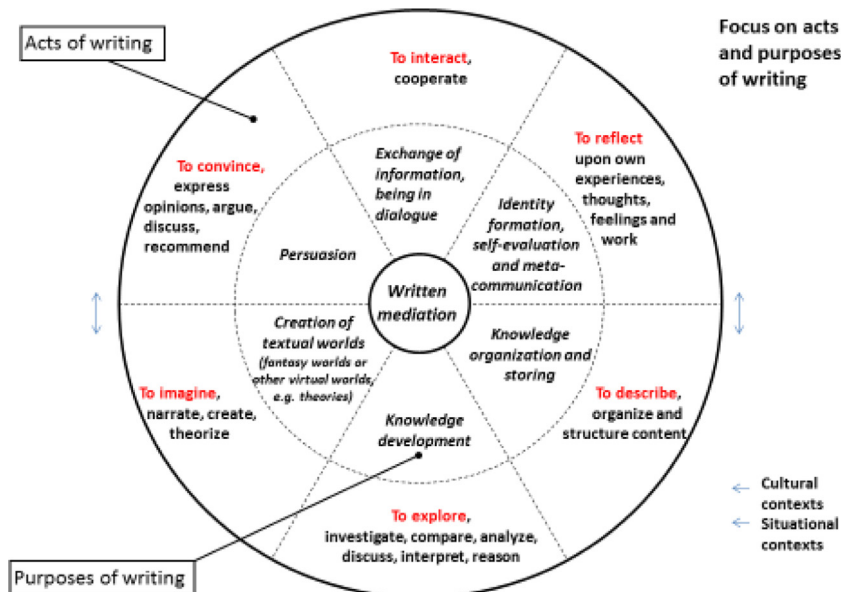 Acts of writing
Focus on acts
and purposes
of writing
To interact,
cooperate
To reflect
upon own
experiences,
thoughts,
feelings and
work
To describe,
organize and
structure content
To explore,
investigate, compare, analyze,
discuss, interpret, reason
To imagine,
narrate, create,
theorize
To convince,
express
opinions, argue,
discuss,
recommend
Exchange of
information,
being in
dialogue
Identity
formation,
self-evaluation
and meta-
communication
Knowledge
organization and
storing
Knowledge
development
Creation of
textual worlds
(fantasy worlds or
other virtual worlds,
e.g. theories)
Persuasion
Written
mediation
Purposes of writing
Cultural
contexts
Situational
contexts